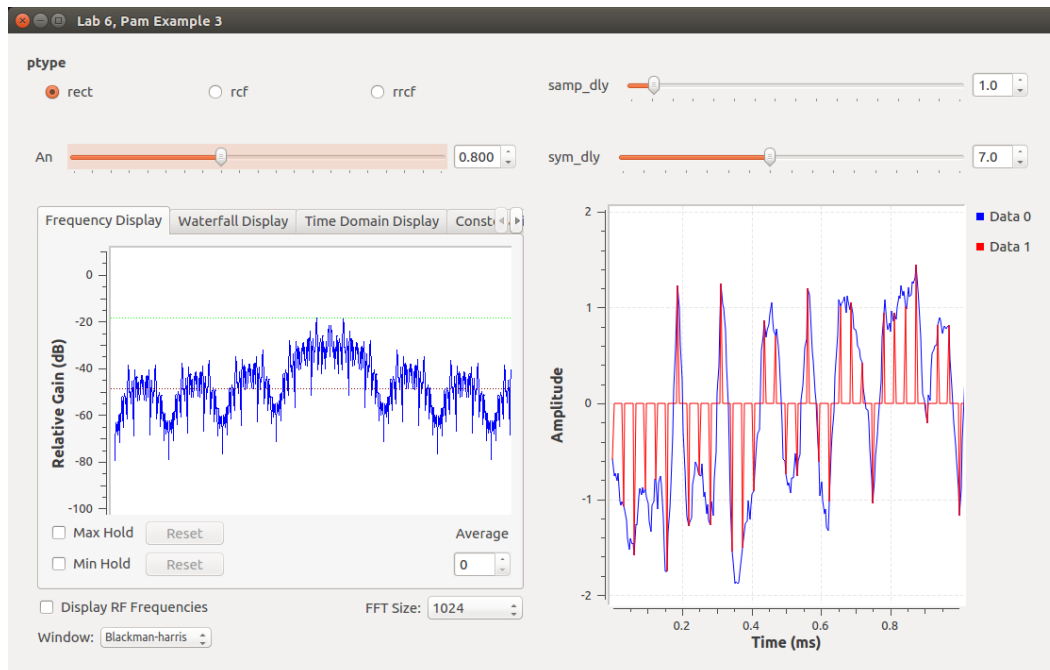 Lab 6, Pam Example 3
ptype
rect rcf rrcf
samp_dly 1.0
An 0.800
sym_dly 7.0
Frequency Display Waterfall Display Time Domain Display
0
-20
-40
-60
-80
-100
Relative Gain (dB)
Max Hold Reset
Average
Min Hold Reset
0
Display RF Frequencies
FFT Size: 1024
Window: Blackman-harris
2
1
0
-1
-2
Amplitude
0.2 0.4 0.6 0.8
Time (ms)
Data 0
Data 1